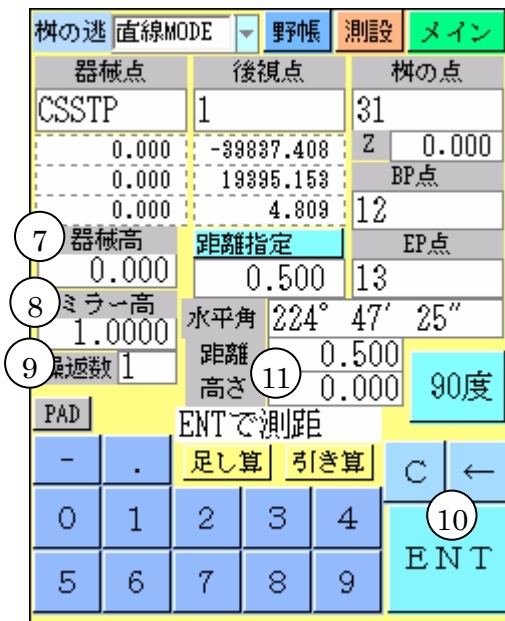 桝の逃 直線MODE 野帳 測設 メイン
器械点 後視点 桝の点
CSSTP 1 31
0.000 -39837.408 Z 0.000
0.000 19395.153 BP点
0.000 4.809 12
⑦ 器械高 距離指定 EP点
0.000 0.500 13
⑧ ミラー高 水平角 224° 47′ 25″
1.0000 距離 0.500
⑨ 繰返数 1 高さ ⑪ 0.000 90度
PAD ENTで測距
- . 足し算 引き算 C ←
0 1 2 3 4 ⑩
5 6 7 8 9 ENT